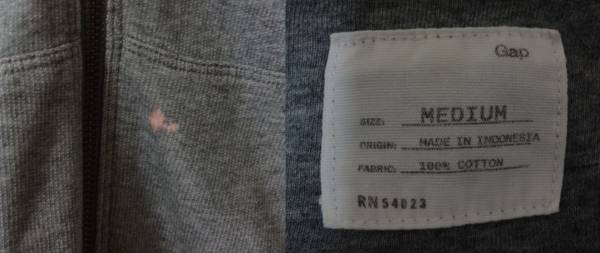 Gap
SIZE: MEDIUM
ORIGIN: MADE IN INDONESIA
FABRIC: 100% COTTON
RN54023